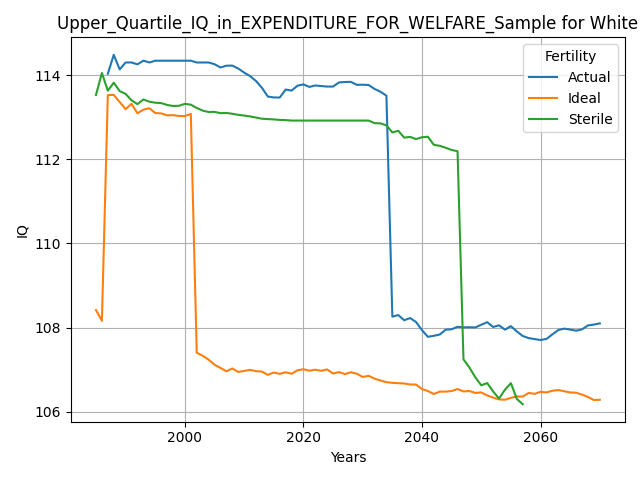 Upper_Quartile_IQ_in_EXPENDITURE_FOR_WELFARE_Sample for White
Fertility
Actual
Ideal
Sterile
114
112
110
108
106
IQ
2000
2020
2040
2060
Years